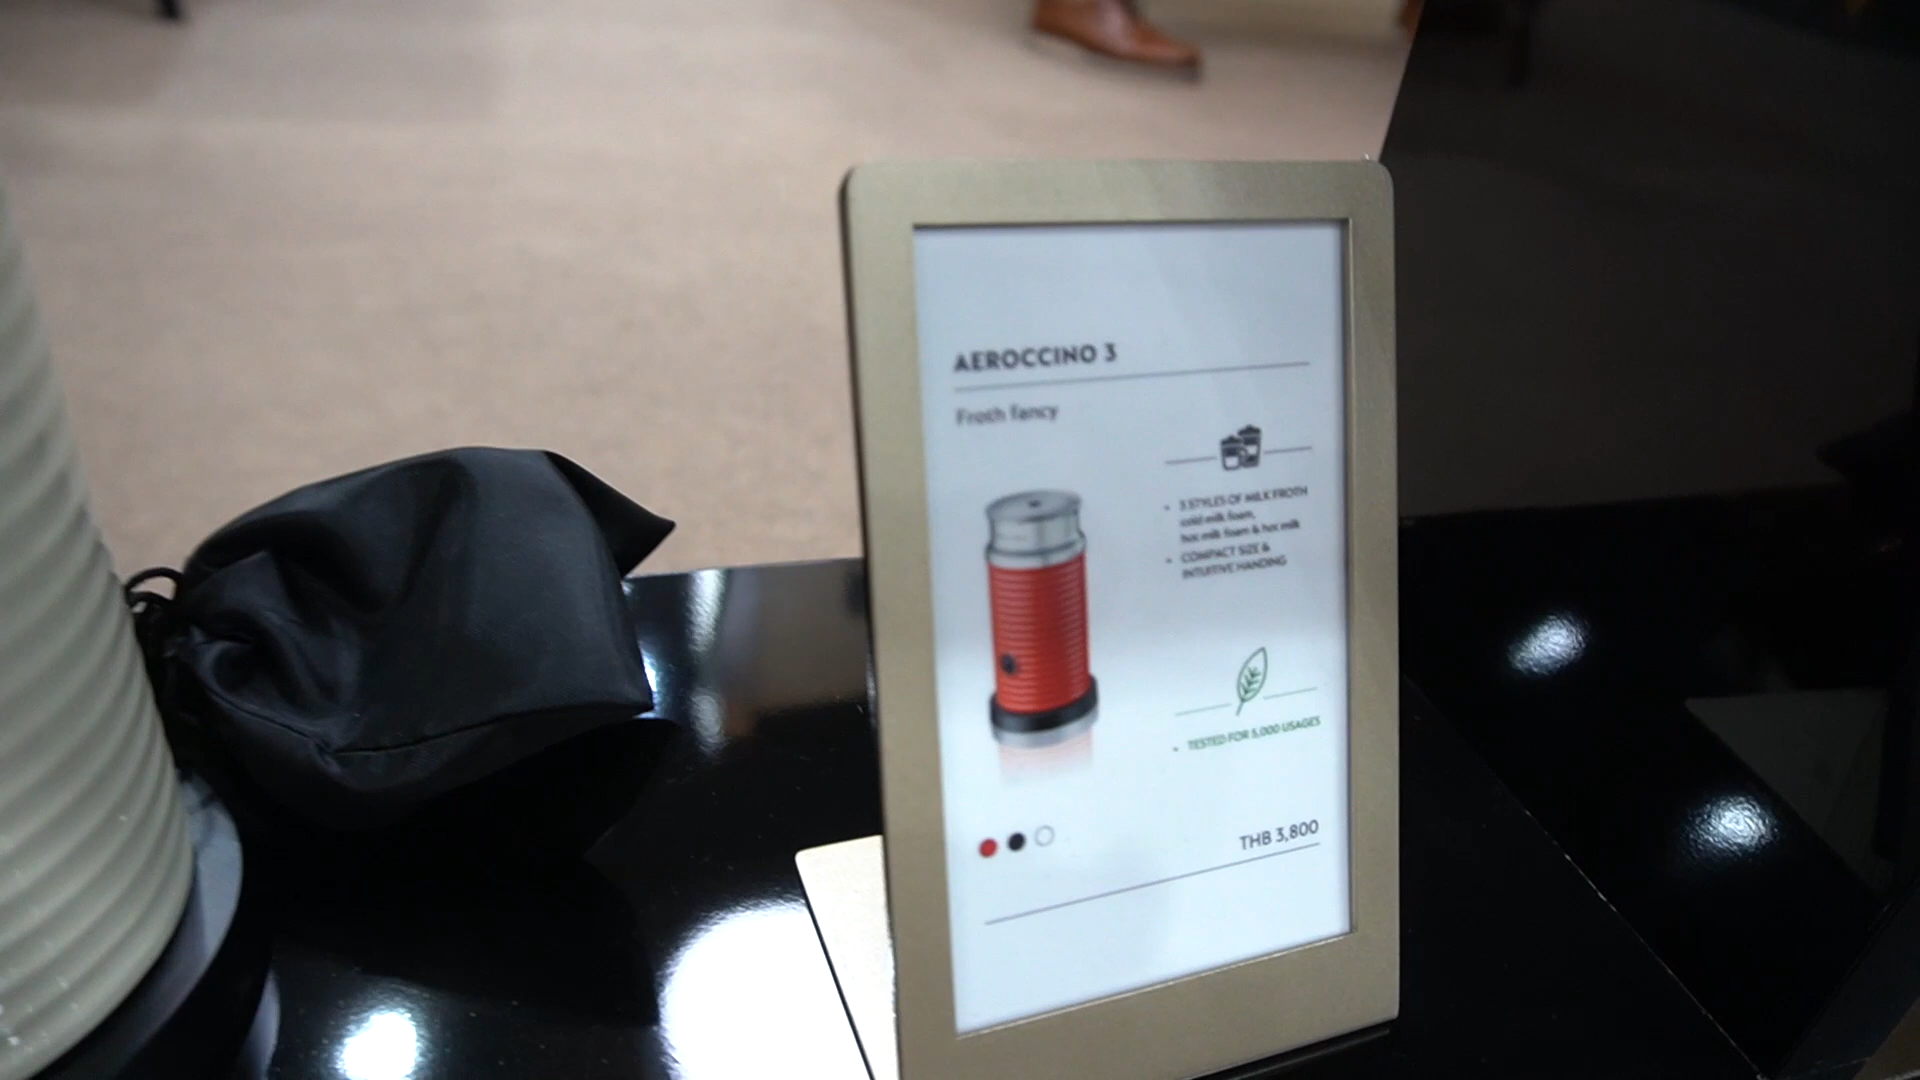 AEROCCINO 3
Froth fancy
• 3 STYLES OF MILK FROTH
cold milk foam,
hot milk foam & hot milk
• COMPACT SIZE &
INTUITIVE HANDING
• TESTED FOR 5,000 USAGES
THB 3,800